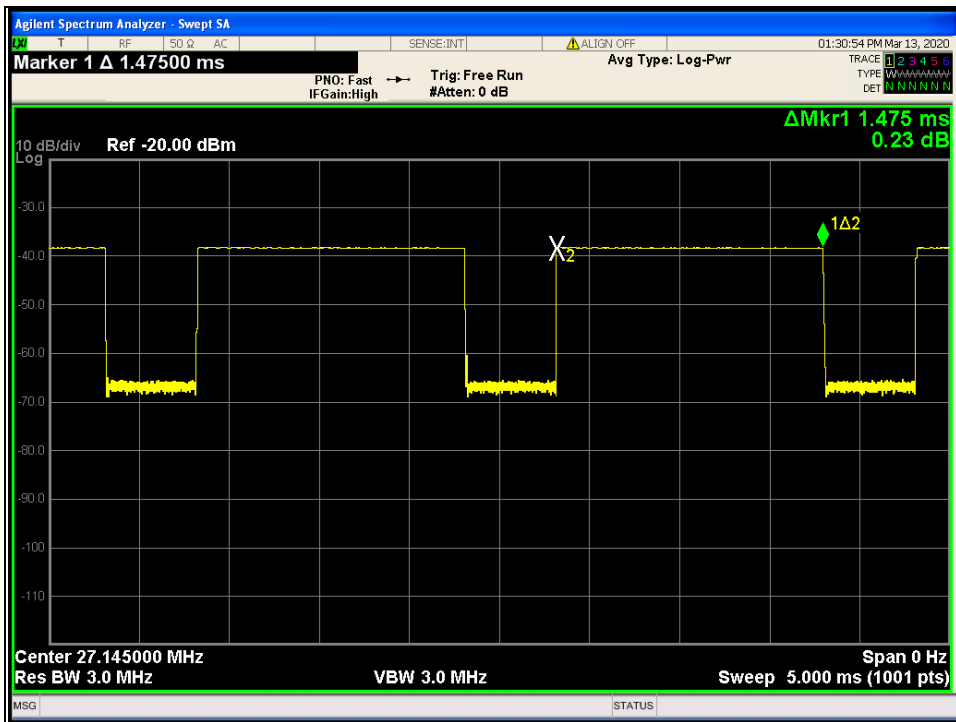 Agilent Spectrum Analyzer - Swept SA
LXI T RF 50 Ω AC SENSE:INT ALIGN OFF 01:30:54 PM Mar 13, 2020
Marker 1 Δ 1.47500 ms Avg Type: Log-Pwr TRACE 1 2 3 4 5 6
PNO: Fast Trig: Free Run TYPE WWWWWW
IFGain:High #Atten: 0 dB DET N N N N N N
ΔMkr1 1.475 ms
10 dB/div Ref -20.00 dBm 0.23 dB
Log
-30.0
1Δ2
-40.0
2
-50.0
-60.0
-70.0
-80.0
-90.0
-100
-110
Center 27.145000 MHz Span 0 Hz
Res BW 3.0 MHz VBW 3.0 MHz Sweep 5.000 ms (1001 pts)
MSG STATUS